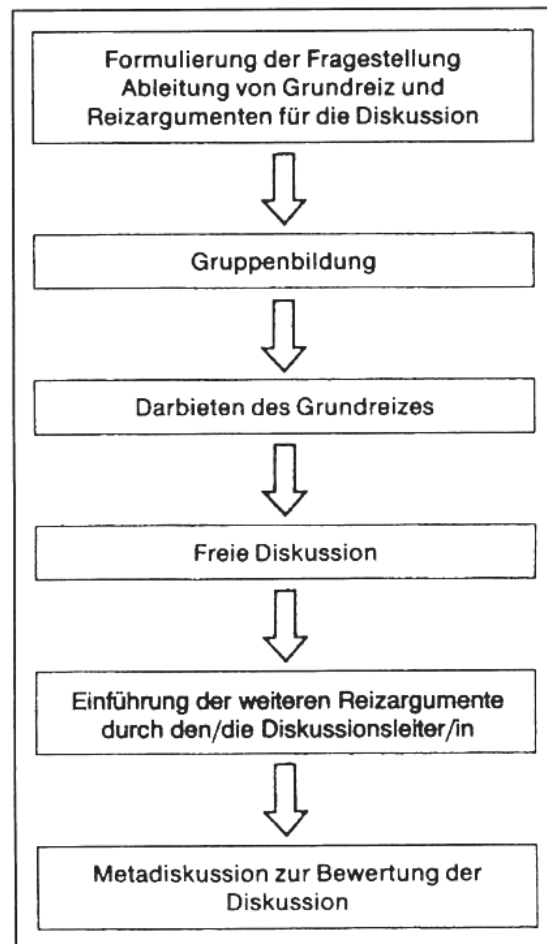 Formulierung der Fragestellung
Ableitung von Grundreiz und
Reizargumenten für die Diskussion
Gruppenbildung
Darbieten des Grundreizes
Freie Diskussion
Einführung der weiteren Reizargumente
durch den/die Diskussionsleiter/in
Metadiskussion zur Bewertung der
Diskussion